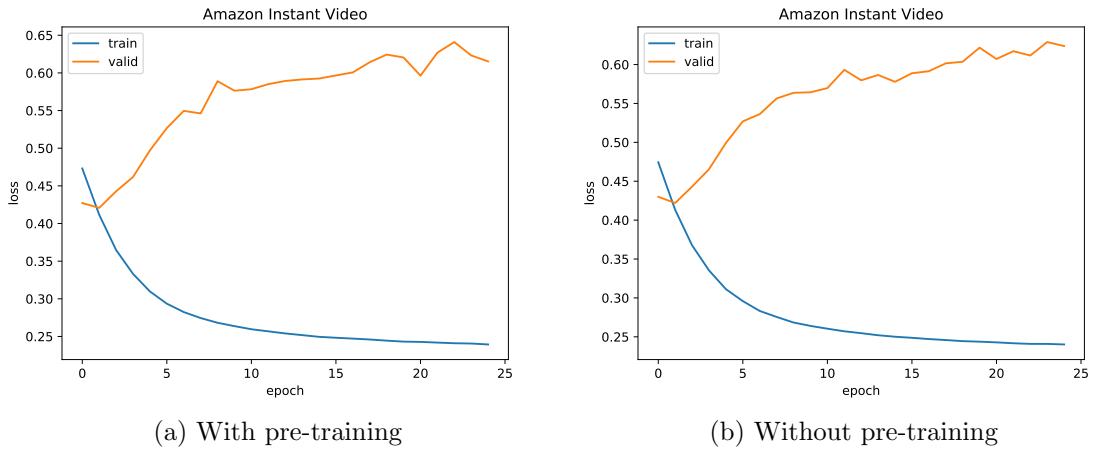 Amazon Instant Video
train
valid
0.65
0.60
0.55
0.50
0.45
0.40
0.35
0.30
0.25
loss
0 5 10 15 20 25
epoch
(a) With pre-training
Amazon Instant Video
train
valid
0.60
0.55
0.50
0.45
0.40
0.35
0.30
0.25
loss
0 5 10 15 20 25
epoch
(b) Without pre-training